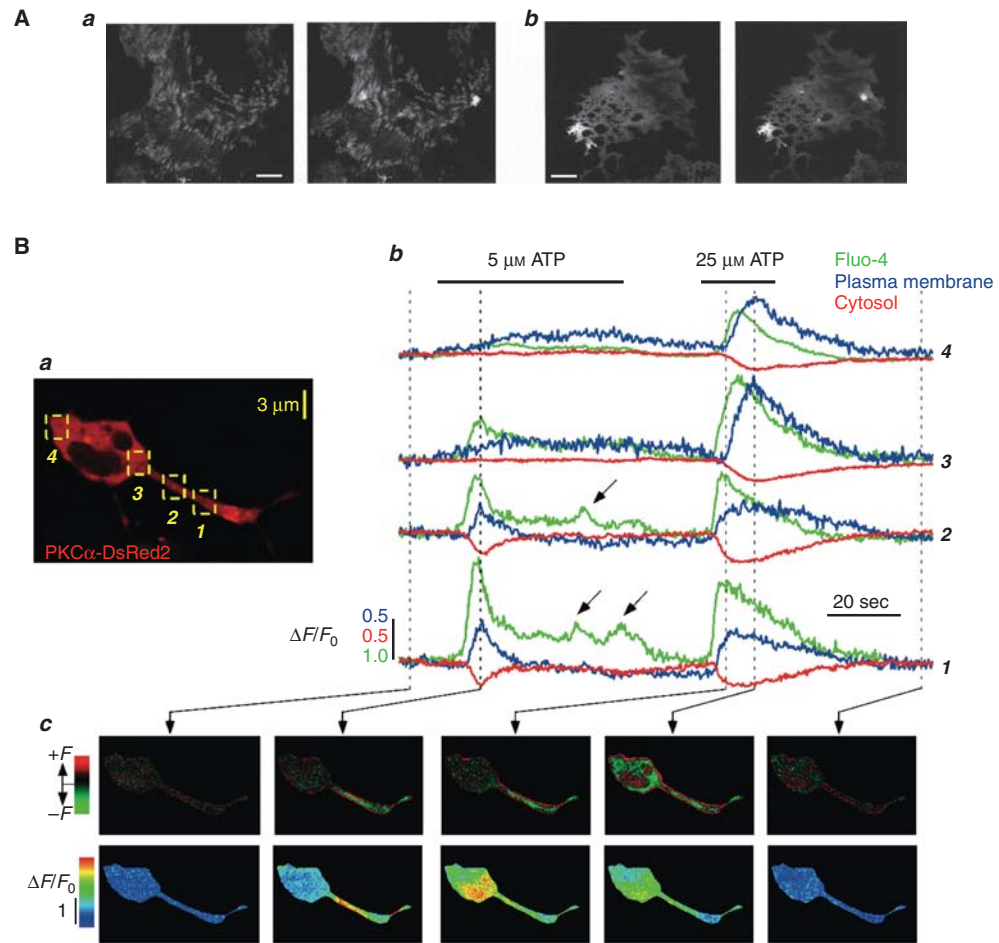 A
a
b
B
a
3 μm
4
3
2
1
PKCα-DsRed2
b
5 μM ATP
25 μM ATP
Fluo-4
Plasma membrane
Cytosol
4
3
2
20 sec
0.5
0.5
1.0
ΔF/F0
1
c
+F
–F
ΔF/F0
1